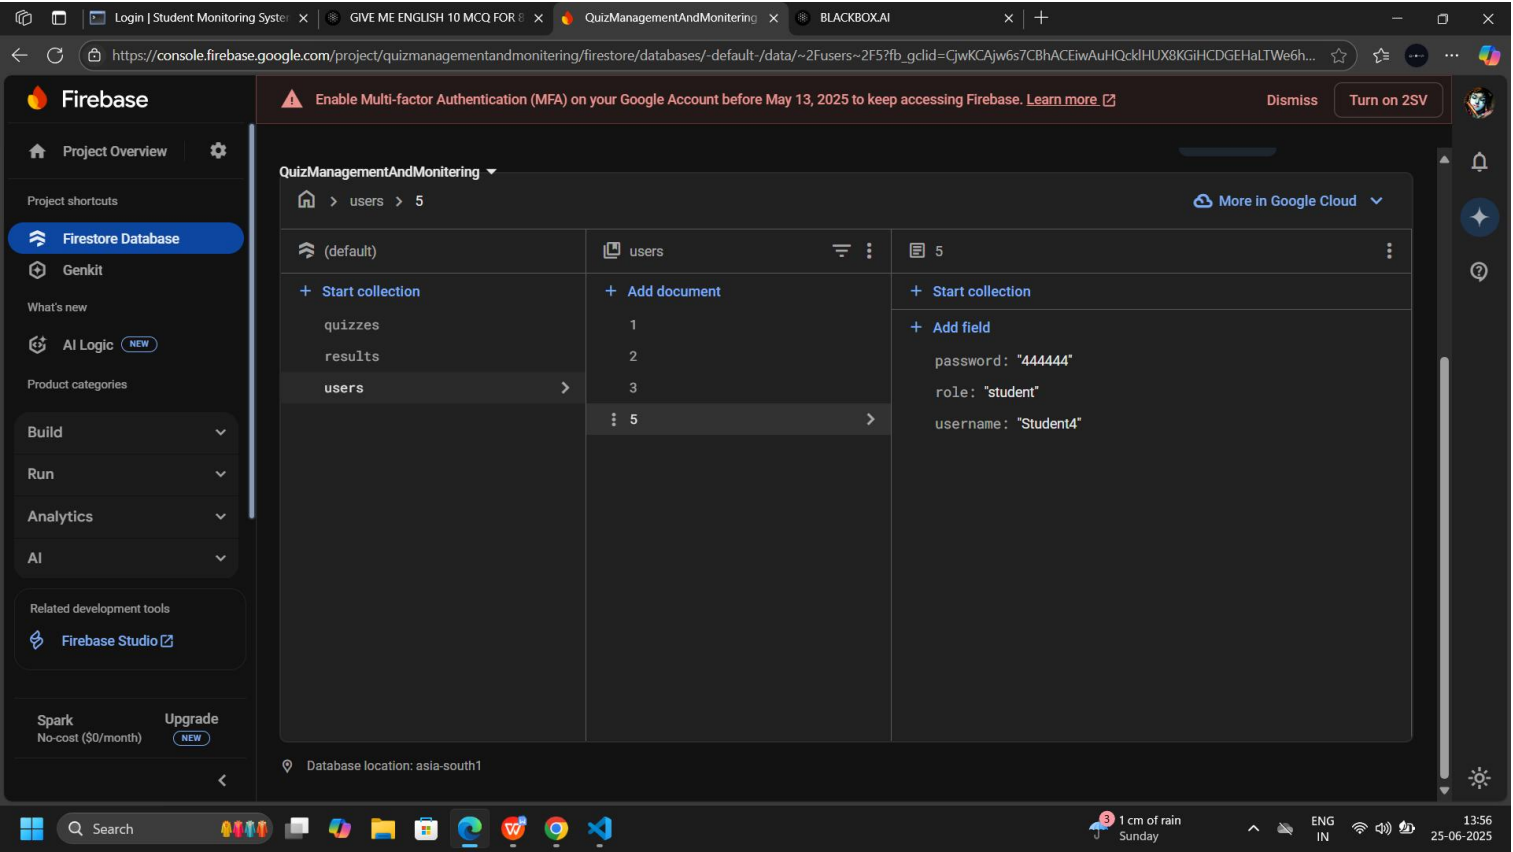 Login | Student Monitoring Syster
GIVE ME ENGLISH 10 MCQ FOR 8
QuizManagementAndMonitering
BLACKBOX.AI
https://console.firebase.google.com/project/quizmanagementandmonitering/firestore/databases/-default-/data/~2Fusers~2F5?fb_gclid=CjwKCAjw6s7CBhACEiwAuHQckIHUX8KGiHCDGEHaLTWe6h...
Firebase
Enable Multi-factor Authentication (MFA) on your Google Account before May 13, 2025 to keep accessing Firebase. Learn more
Dismiss
Turn on 2SV
Project Overview
QuizManagementAndMonitering
Project shortcuts
users > 5
More in Google Cloud
Firestore Database
(default)
users
5
Genkit
Start collection
Add document
Start collection
What's new
quizzes
1
Add field
AI Logic NEW
results
2
password: "444444"
Product categories
users
3
role: "student"
5
username: "Student4"
Build
Run
Analytics
AI
Related development tools
Firebase Studio
Spark
Upgrade
No-cost ($0/month)
NEW
Database location: asia-south1
Search
3
1 cm of rain
Sunday
ENG
IN
13:56
25-06-2025